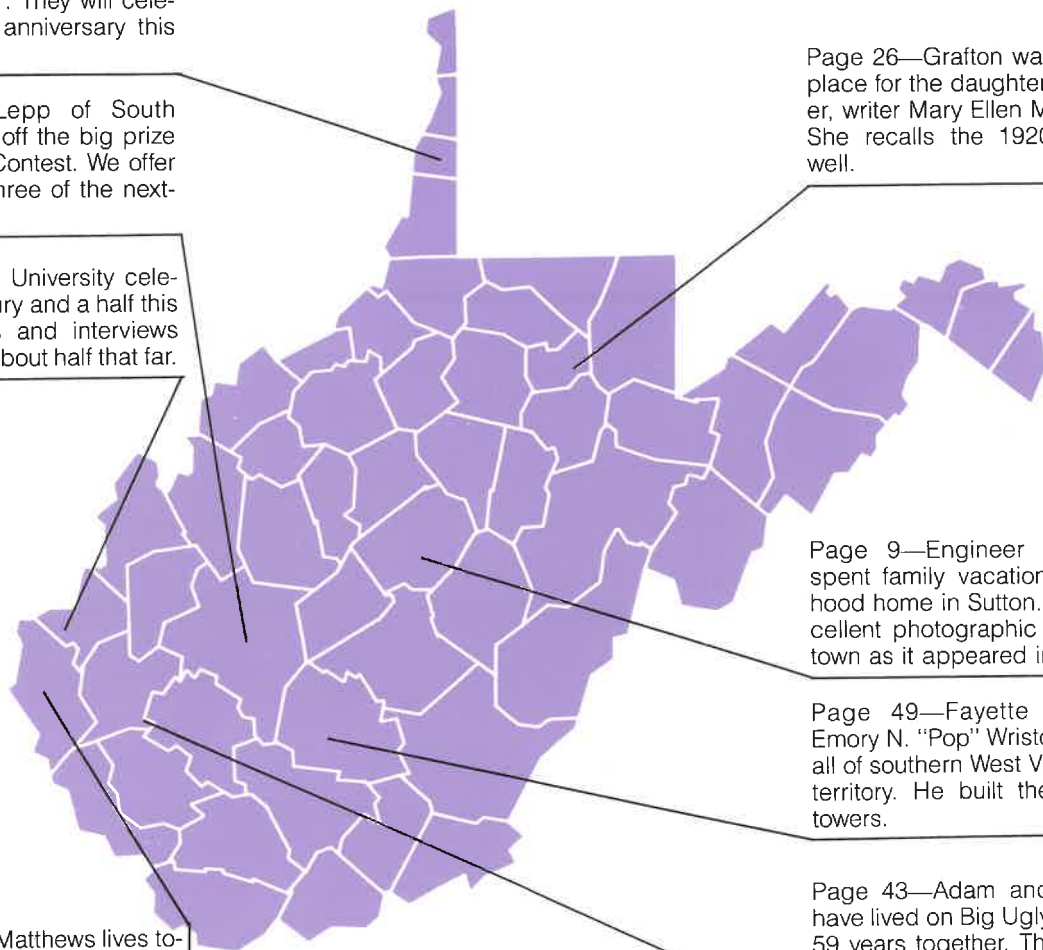 . They will cele-
anniversary this
Lepp of South
off the big prize
Contest. We offer
hree of the next-
University cele-
ury and a half this
and interviews
bout half that far.
Matthews lives to-
Page 26—Grafton wa
place for the daughter
er, writer Mary Ellen M
She recalls the 1920
well.
Page 9—Engineer
spent family vacation
hood home in Sutton.
cellent photographic
town as it appeared i
Page 49—Fayette
Emory N. "Pop" Wristo
all of southern West V
territory. He built the
towers.
Page 43—Adam and
have lived on Big Ugly
59 years together. Th